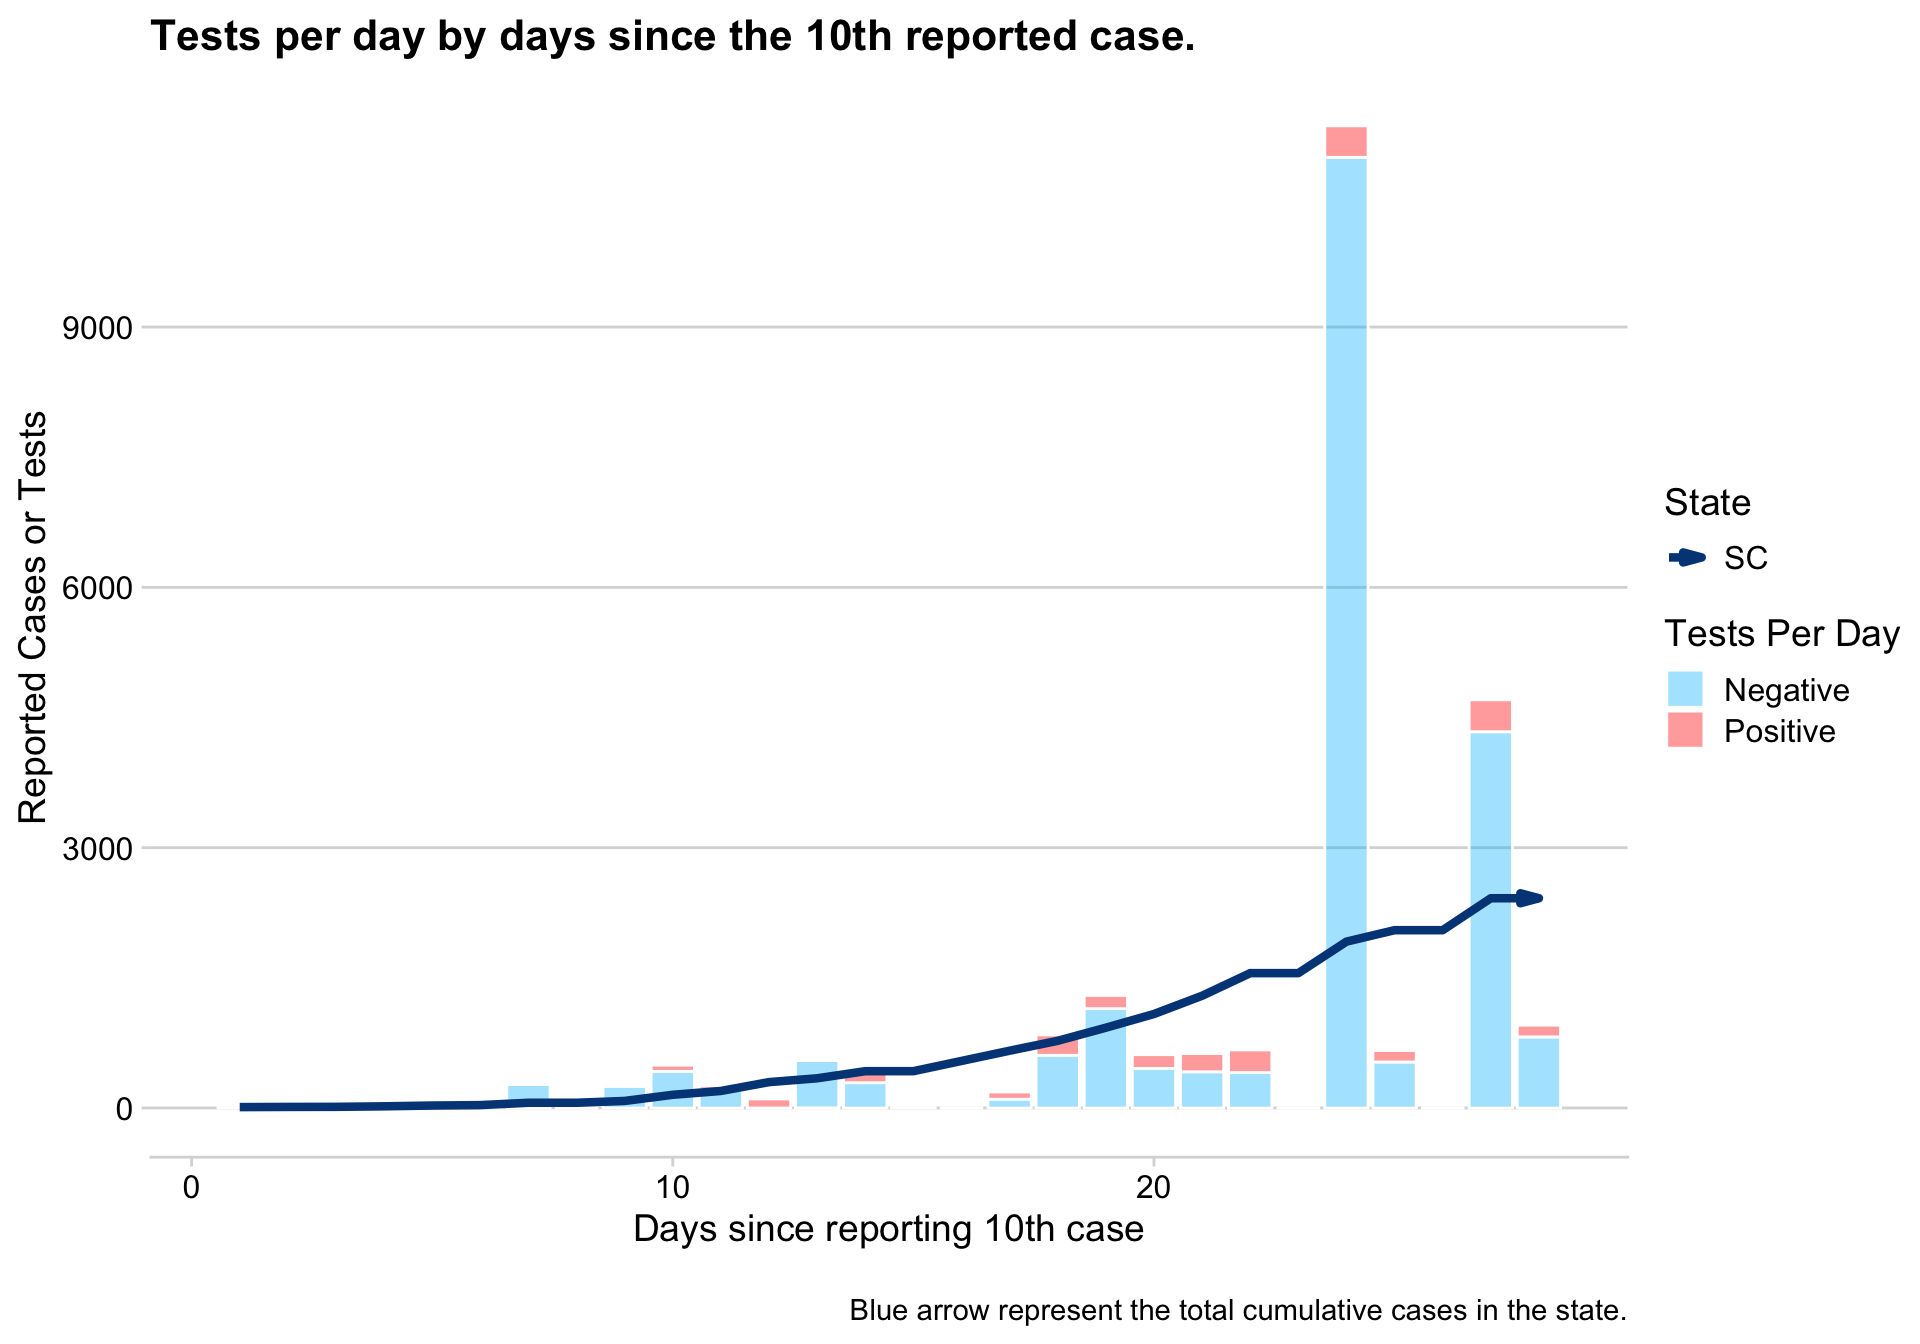 Tests per day by days since the 10th reported case.
Reported Cases or Tests
9000
6000
3000
0
0
10
20
Days since reporting 10th case
State
SC
Tests Per Day
Negative
Positive
Blue arrow represent the total cumulative cases in the state.